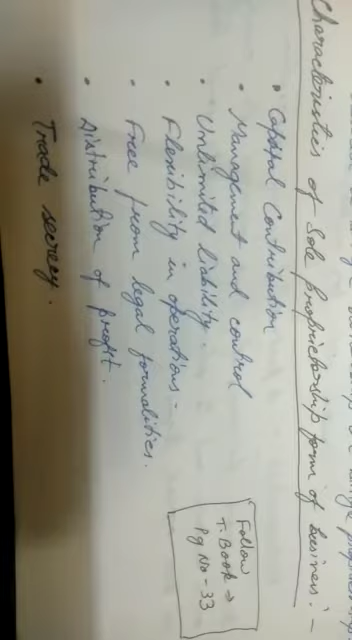 Characteristics of Sole proprietorship form of business: -
• Capital Contribution
• Management and control
• Unlimited liability.
• Flexibility in operations -
• Free from legal formalities.
• Distribution of profit.
• Trade secrecy.
Follow
T. Book →
Pg No - 33